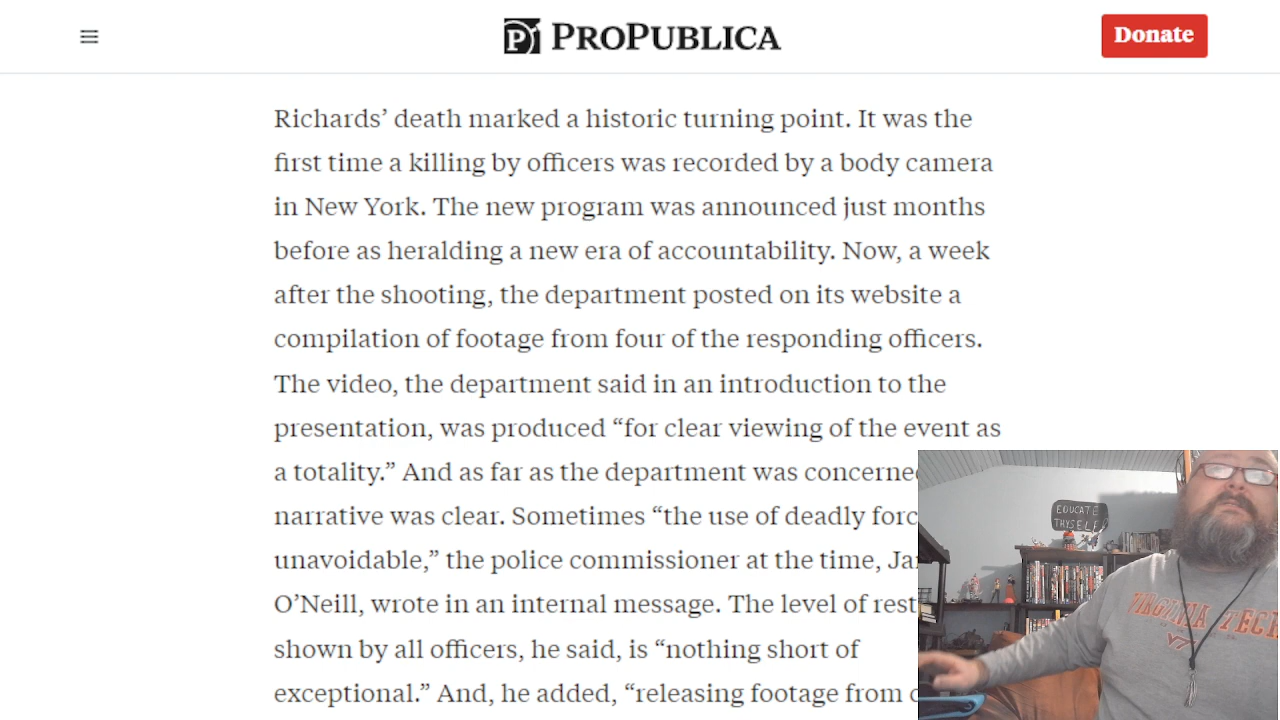 PROPUBLICA
Donate
Richards’ death marked a historic turning point. It was the
first time a killing by officers was recorded by a body camera
in New York. The new program was announced just months
before as heralding a new era of accountability. Now, a week
after the shooting, the department posted on its website a
compilation of footage from four of the responding officers.
The video, the department said in an introduction to the
presentation, was produced “for clear viewing of the event as
a totality.” And as far as the department was
narrative was clear. Sometimes “the use of deadly
unavoidable,” the police commissioner at the time,
O’Neill, wrote in an internal message. The level of
shown by all officers, he said, is “nothing short of
exceptional.” And, he added, “releasing footage from
EDUCATE
THYSELF
VIRGINIA TECH
VT